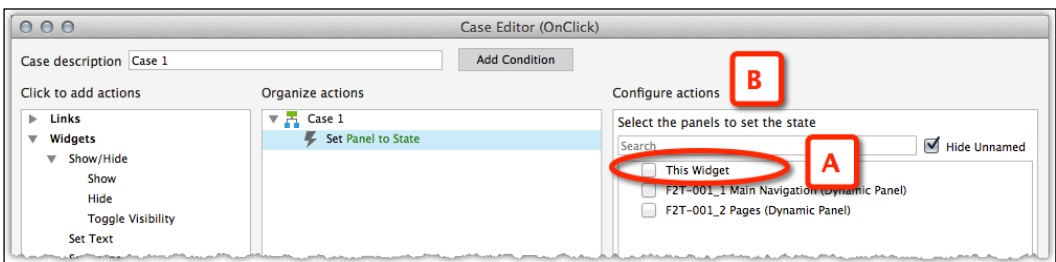 Case Editor (OnClick)
Case description Case 1 Add Condition
B
Click to add actions Organize actions Configure actions
Links Case 1 Select the panels to set the state
Widgets Set Panel to State Search Hide Unnamed
Show/Hide This Widget A
Show F2T-001_1 Main Navigation (Dynamic Panel)
Hide F2T-001_2 Pages (Dynamic Panel)
Toggle Visibility
Set Text